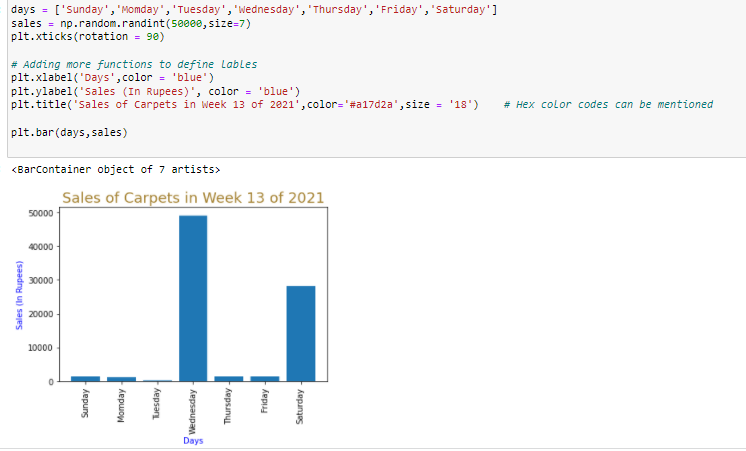 days = ['Sunday','Momday','Tuesday','Wednesday','Thursday','Friday','Saturday']
sales = np.random.randint(50000,size=7)
plt.xticks(rotation = 90)
# Adding more functions to define lables
plt.xlabel('Days',color = 'blue')
plt.ylabel('Sales (In Rupees)', color = 'blue')
plt.title('Sales of Carpets in Week 13 of 2021',color='#a17d2a',size = '18')    # Hex color codes can be mentioned
plt.bar(days,sales)
<BarContainer object of 7 artists>
Sales of Carpets in Week 13 of 2021
Sales (In Rupees)
50000
40000
30000
20000
10000
0
Sunday
Momday
Tuesday
Wednesday
Thursday
Friday
Saturday
Days